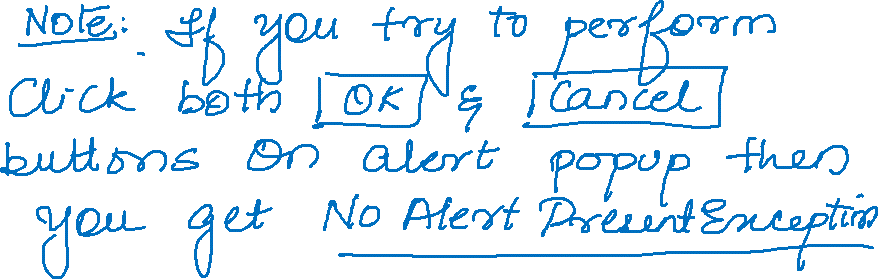 Note: If you try to perform
Click both OK & Cancel
buttons on alert popup then
you get No Alert Present Exception